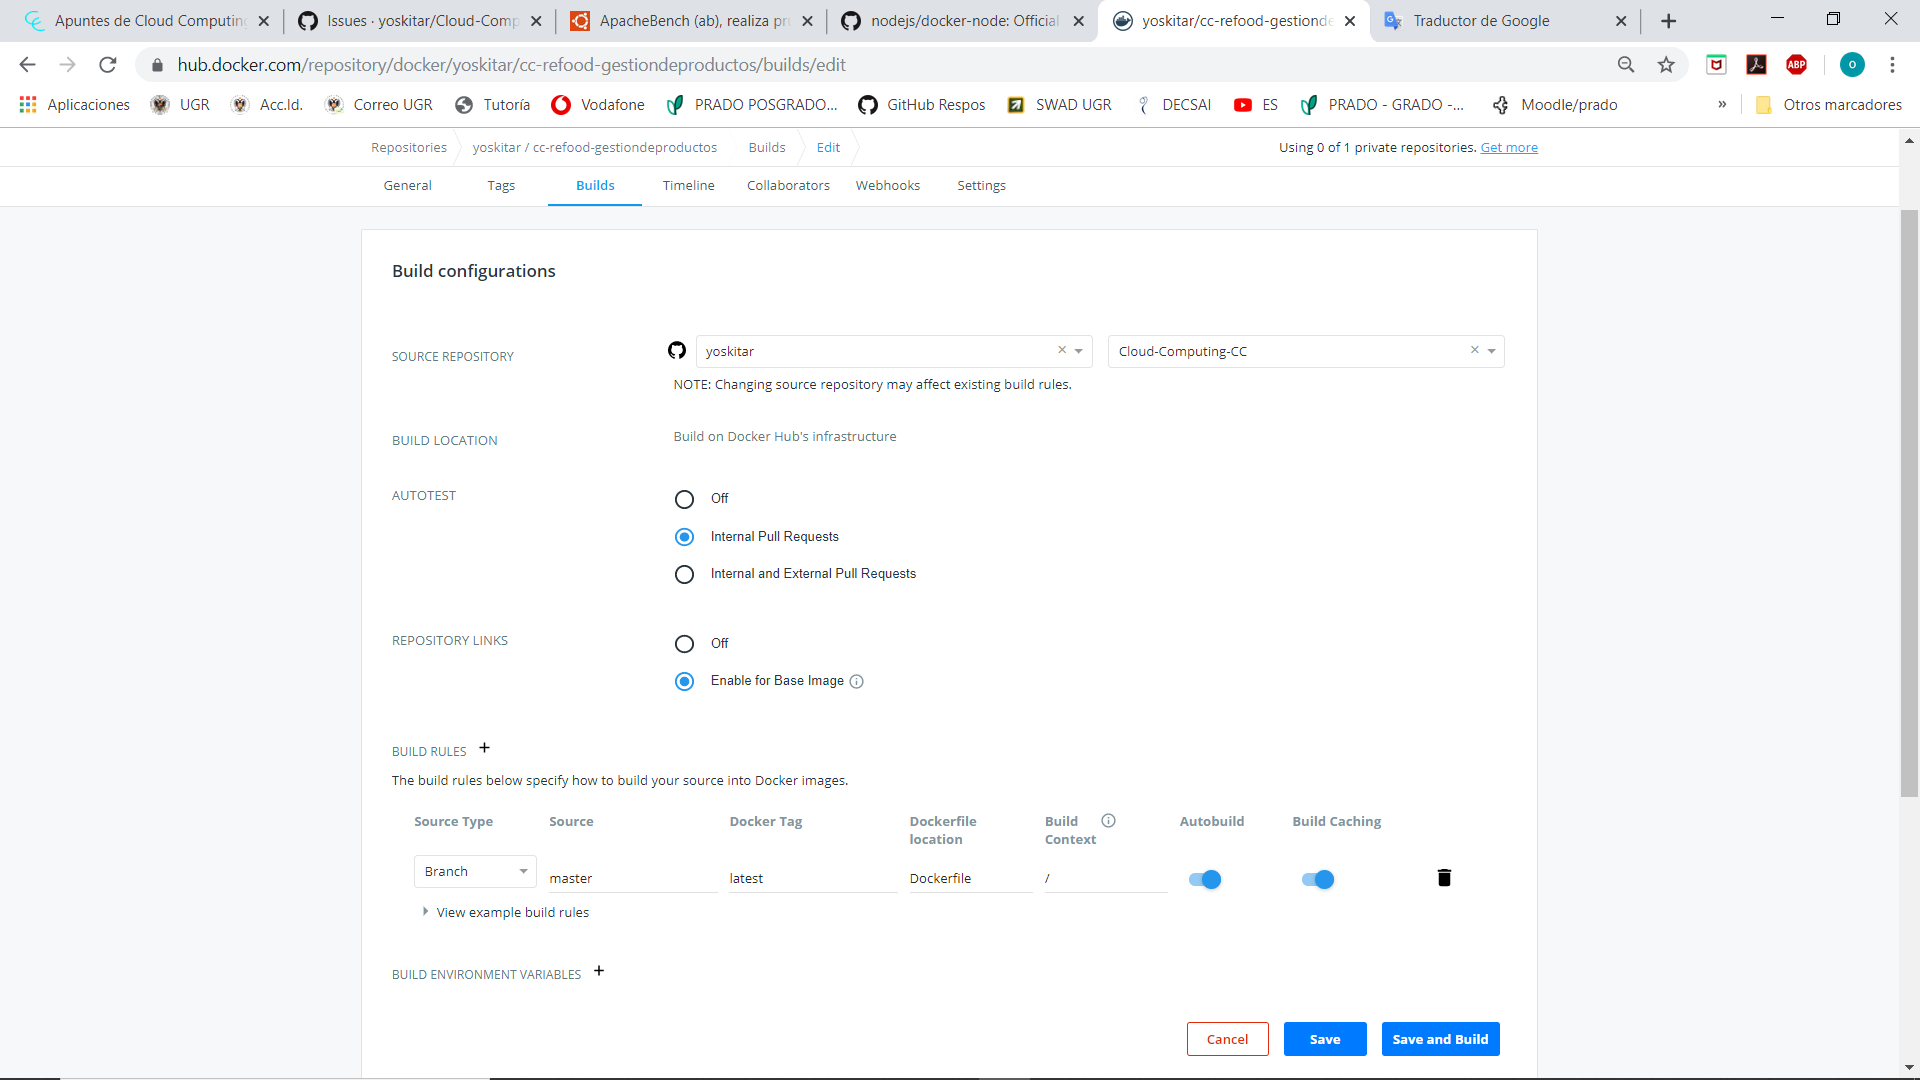 Apuntes de Cloud Computing
Issues · yoskitar/Cloud-Comp
ApacheBench (ab), realiza pr
nodejs/docker-node: Official
yoskitar/cc-refood-gestionde
Traductor de Google
hub.docker.com/repository/docker/yoskitar/cc-refood-gestiondeproductos/builds/edit
ABP
O
Aplicaciones
UGR
Acc.Id.
Correo UGR
Tutoría
Vodafone
PRADO POSGRADO...
GitHub Respos
SWAD UGR
DECSAI
ES
PRADO - GRADO -...
Moodle/prado
»
Otros marcadores
Repositories
yoskitar / cc-refood-gestiondeproductos
Builds
Edit
Using 0 of 1 private repositories. Get more
General
Tags
Builds
Timeline
Collaborators
Webhooks
Settings
Build configurations
SOURCE REPOSITORY
yoskitar
Cloud-Computing-CC
NOTE: Changing source repository may affect existing build rules.
BUILD LOCATION
Build on Docker Hub's infrastructure
AUTOTEST
Off
Internal Pull Requests
Internal and External Pull Requests
REPOSITORY LINKS
Off
Enable for Base Image
BUILD RULES +
The build rules below specify how to build your source into Docker images.
Source Type
Source
Docker Tag
Dockerfile location
Build Context
Autobuild
Build Caching
Branch
master
latest
Dockerfile
/
View example build rules
BUILD ENVIRONMENT VARIABLES +
Cancel
Save
Save and Build